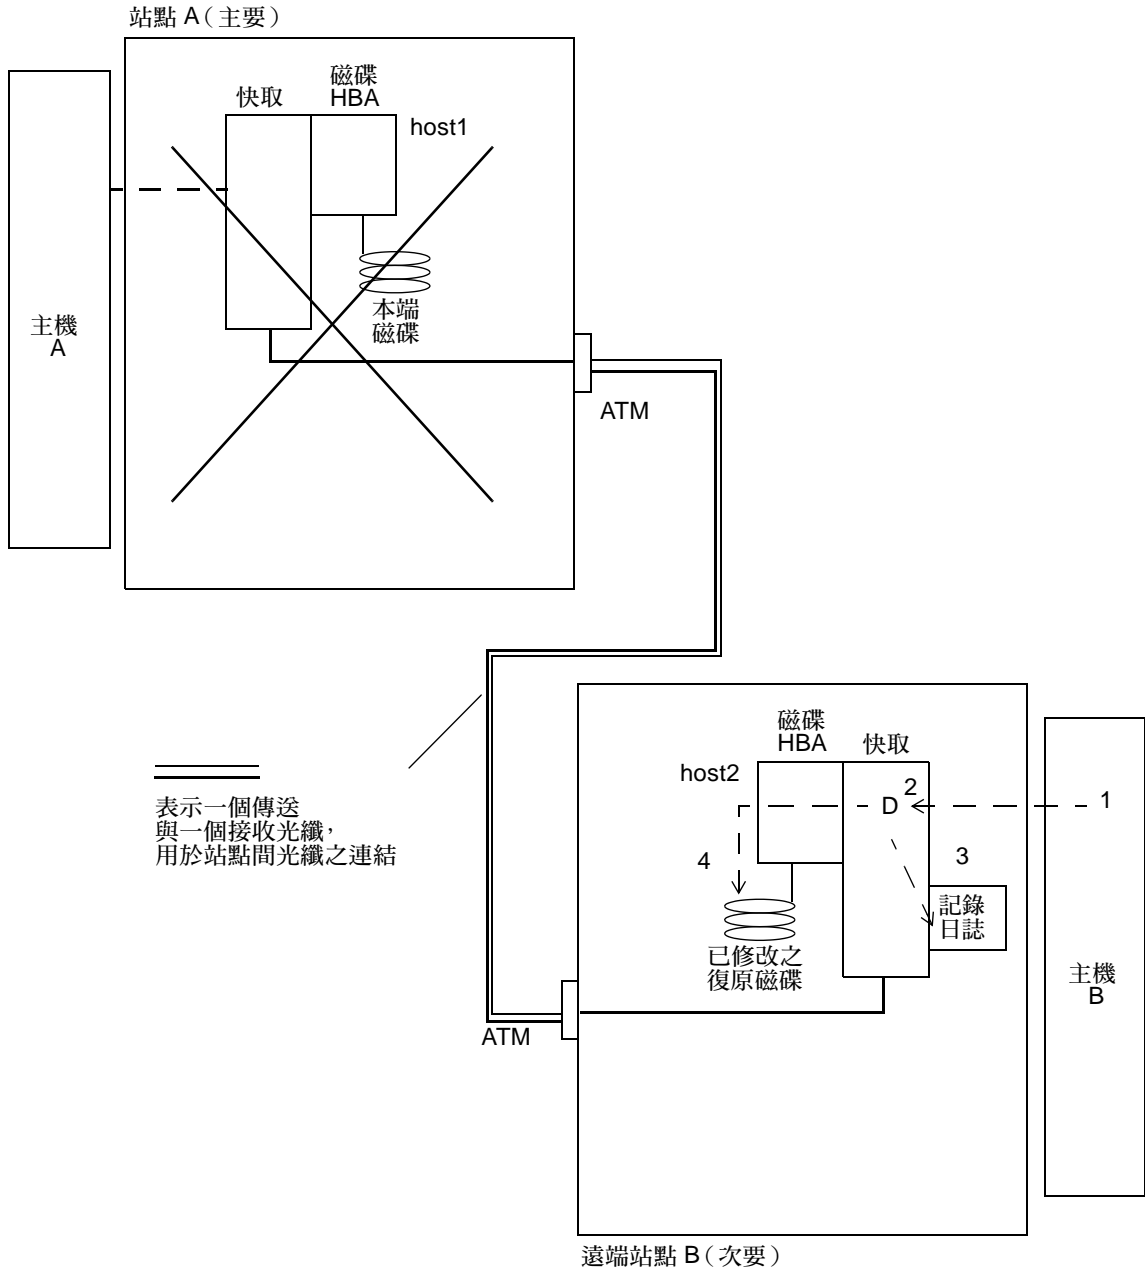 站點 A（主要）
磁碟
HBA
快取
host1
本端
磁碟
主機
A
ATM
表示一個傳送
與一個接收光纖，
用於站點間光纖之連結
磁碟
HBA
快取
host2
D
2
1
3
4
記錄
日誌
已修改之
復原磁碟
主機
B
ATM
遠端站點 B（次要）